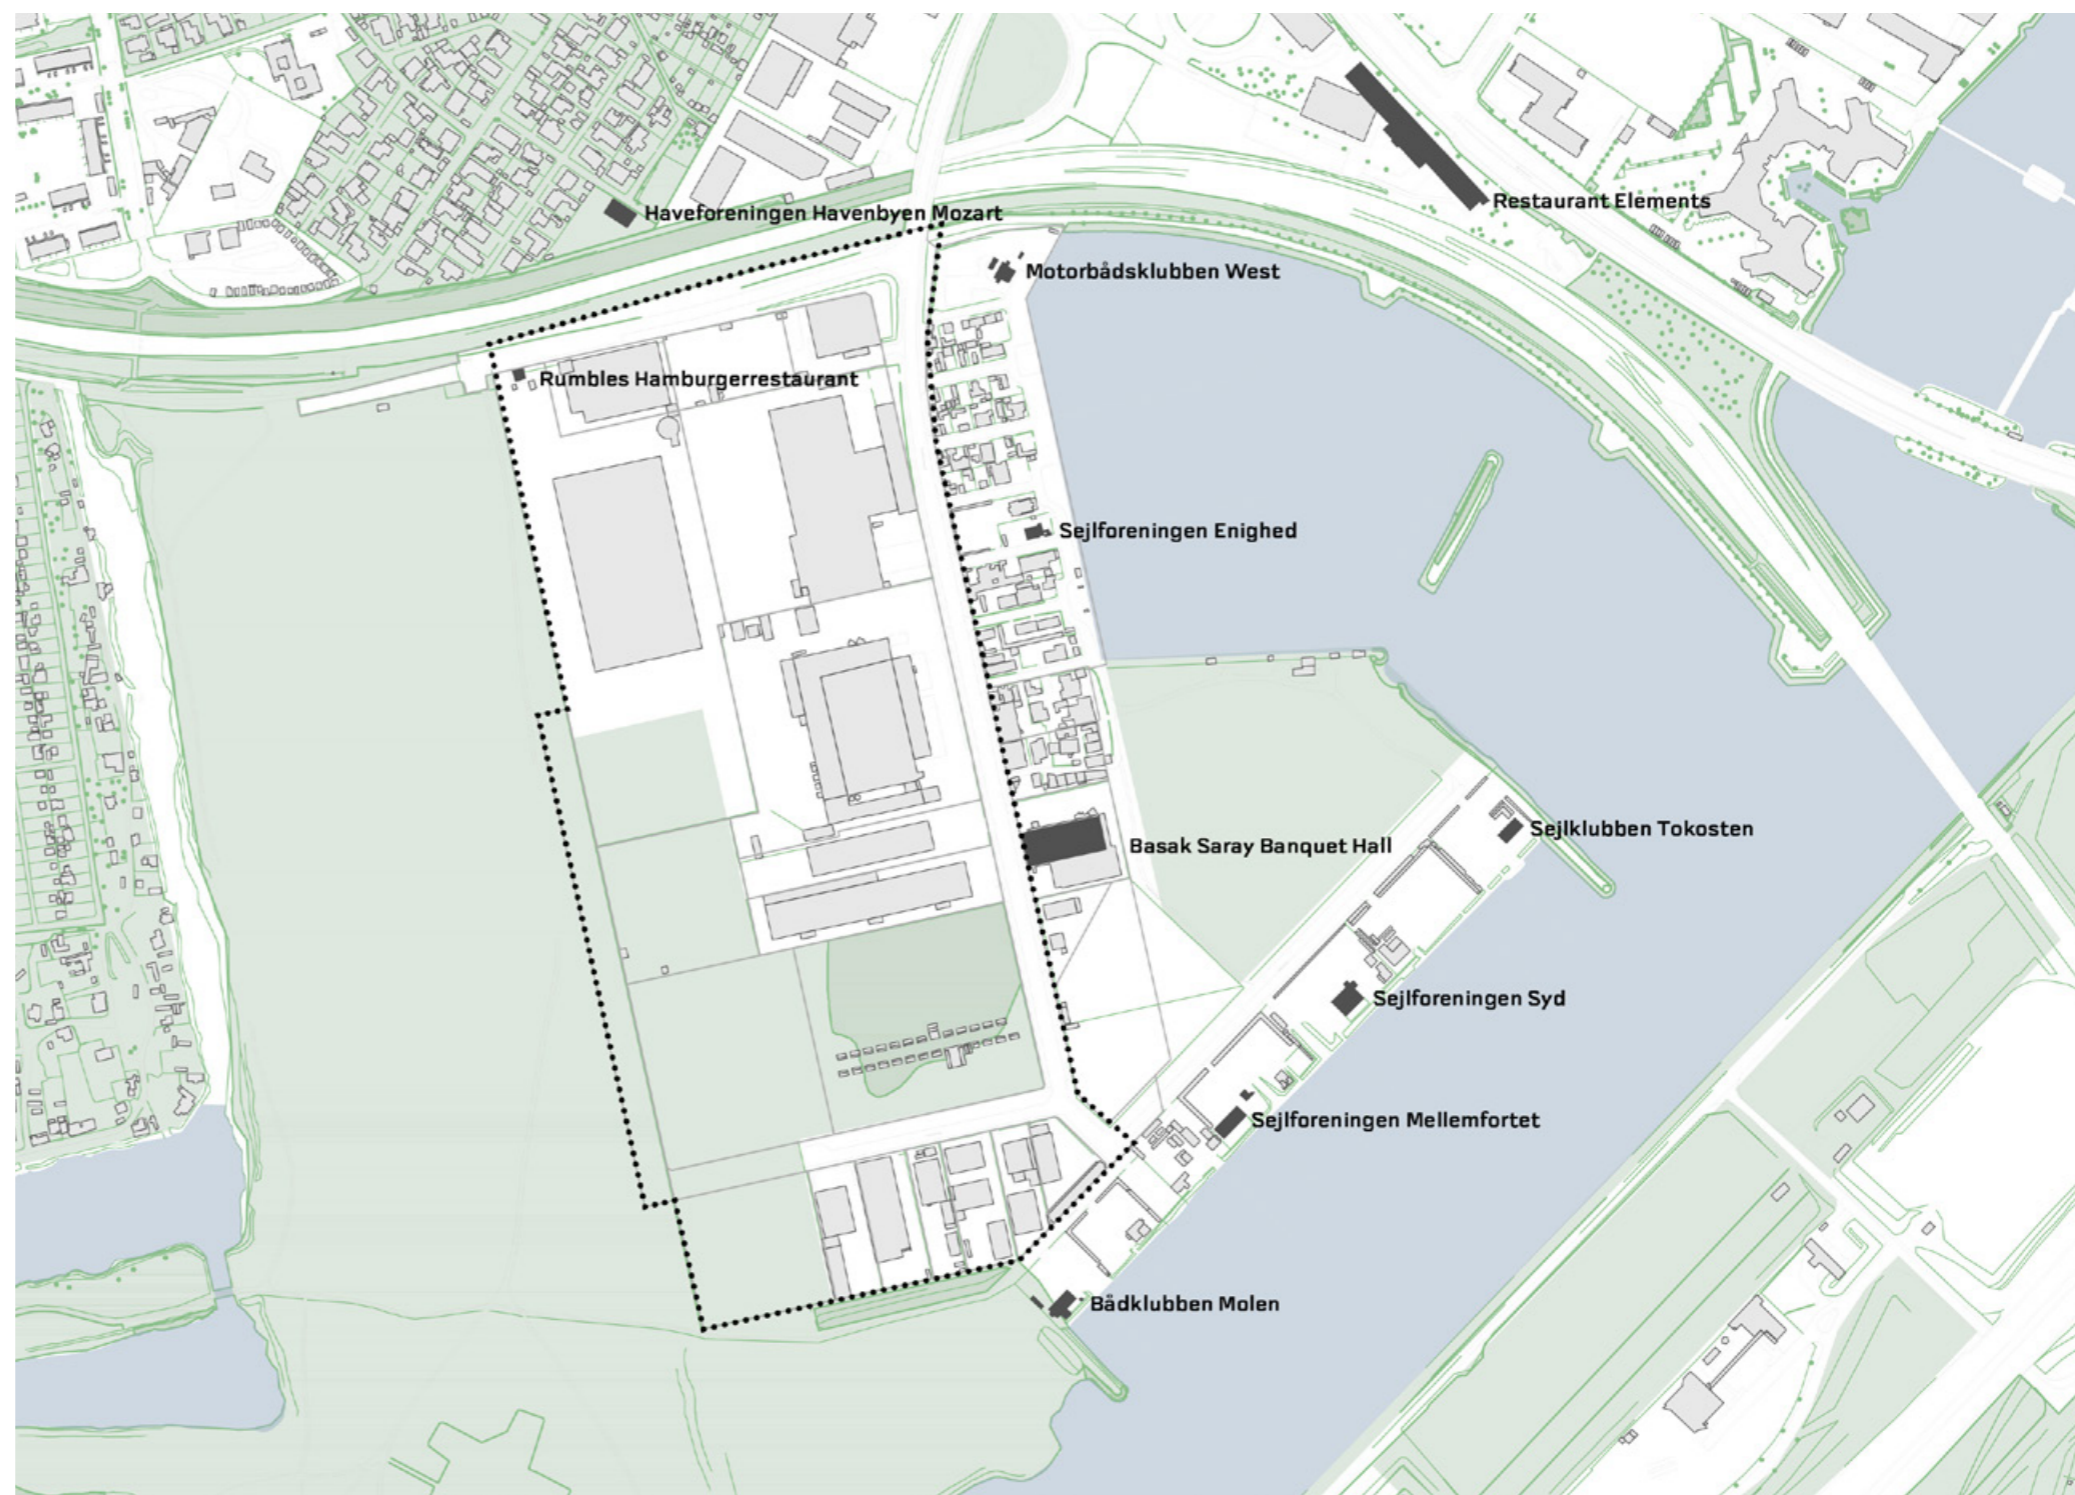 Restaurant Elements
Haveforeningen Havenbyen Mozart
Motorbådsklubben West
Rumbles Hamburgerrestaurant
Sejlforeningen Enighed
Sejlklubben Tokosten
Basak Saray Banquet Hall
Sejlforeningen Syd
Sejlforeningen Mellemfortet
Bådklubben Molen